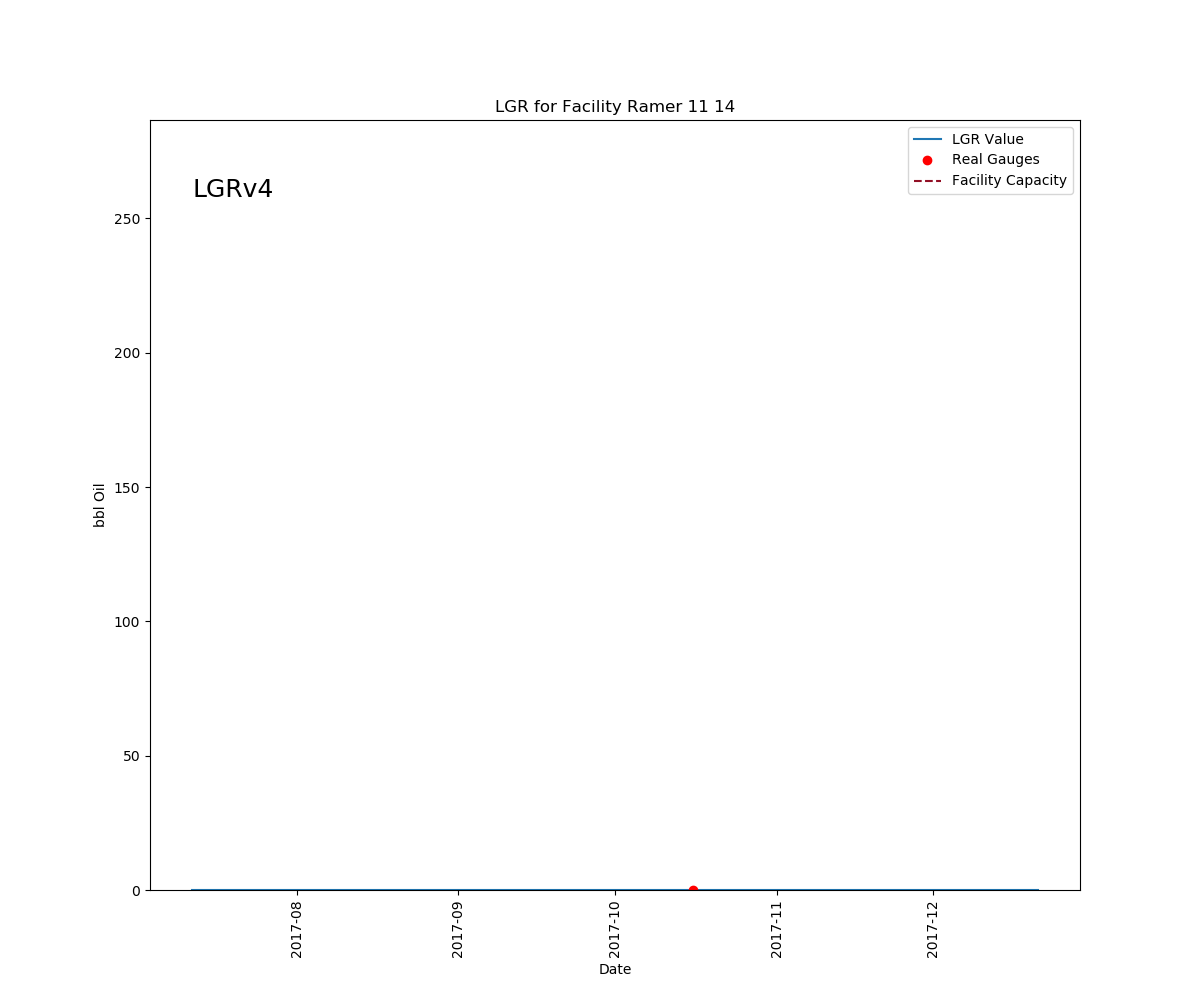 LGR for Facility Ramer 11 14
LGR Value
Real Gauges
Facility Capacity
LGRv4
250
200
150
100
50
0
bbl Oil
2017-08
2017-09
2017-10
2017-11
2017-12
Date